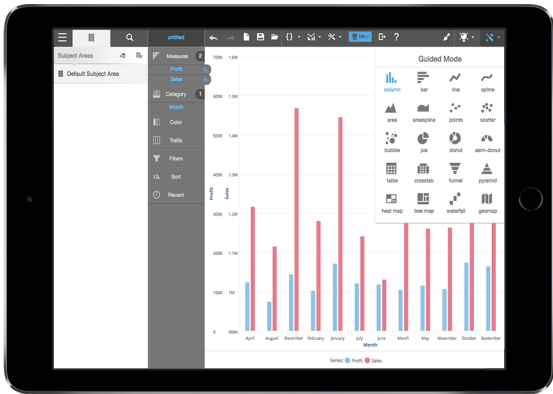 untitled
Subject Areas
Default Subject Area
Measures 2
Profit
Sales
Category 1
Month
Color
Trellis
Filters
Sort
Recent
Guided Mode
column bar line spline
area areaspline points scatter
bubble pie donut semi-donut
table crosstab funnel pyramid
heat map tree map waterfall geomap
700K 1.6M
600K 1.5M
500K 1.4M
400K 1.3M
Profit Sales
300K 1.2M
200K 1.1M
100K 1M
0 900K
April August December February January July June March May November October September
Month
Series: Profit Sales